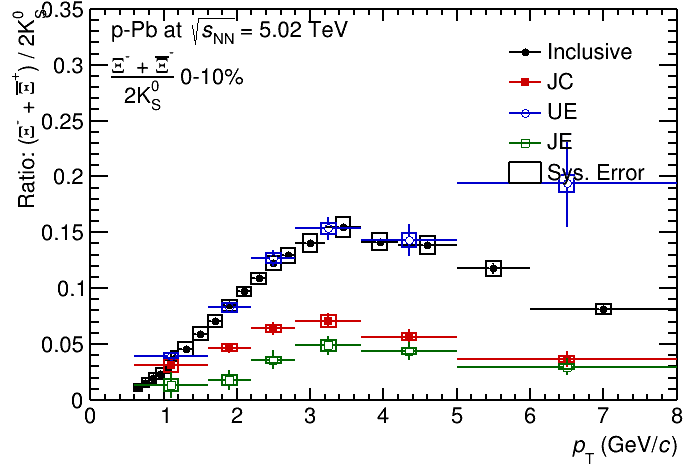 Ratio: (Ξ⁻ + Ξ̅⁺) / 2K⁰_S
p-Pb at √s_NN = 5.02 TeV
Ξ⁻ + Ξ̅⁻
2K⁰_S
0-10%
Inclusive
JC
UE
JE
Sys. Error
0.35
0.3
0.25
0.2
0.15
0.1
0.05
0
0 1 2 3 4 5 6 7 8
p_T (GeV/c)